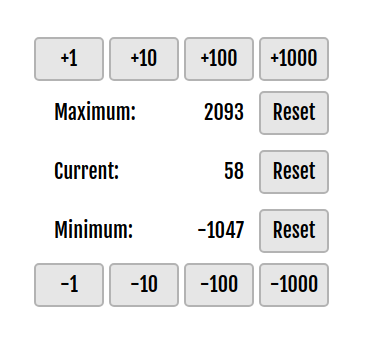 +1 +10 +100 +1000
Maximum: 2093 Reset
Current: 58 Reset
Minimum: −1047 Reset
−1 −10 −100 −1000